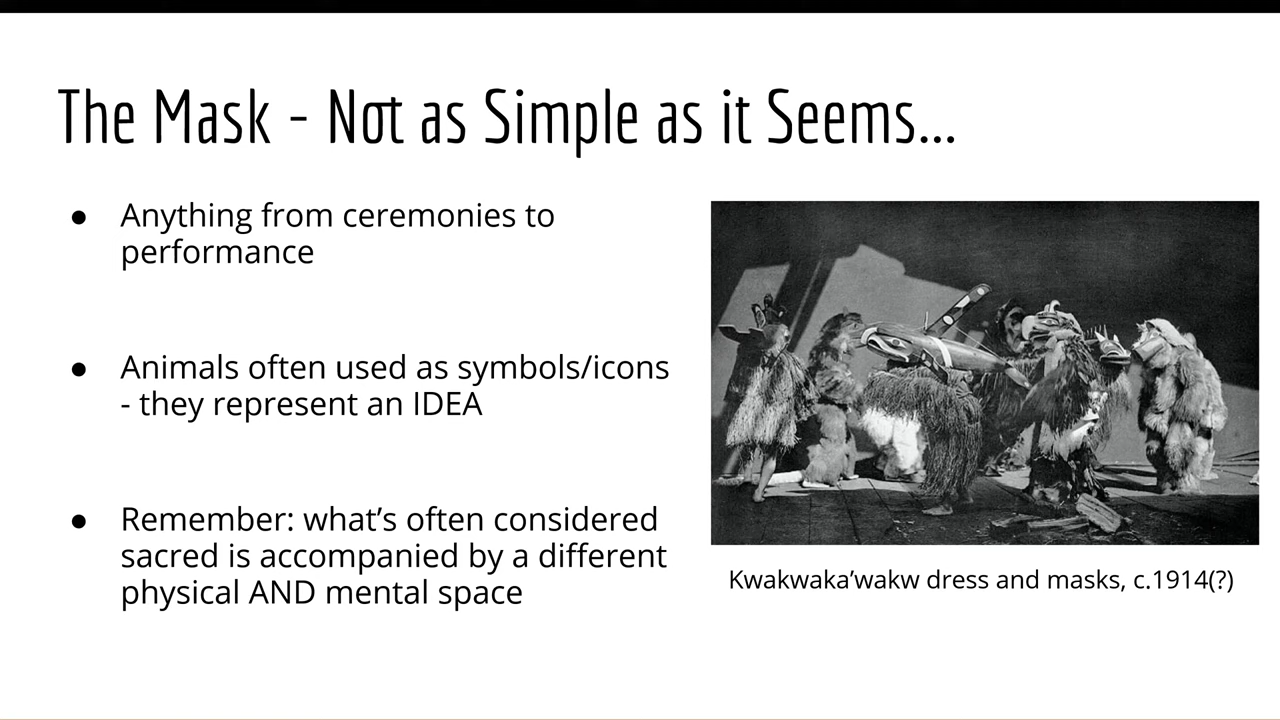 The Mask - Not as Simple as it Seems...
● Anything from ceremonies to
performance
● Animals often used as symbols/icons
- they represent an IDEA
● Remember: what’s often considered
sacred is accompanied by a different
physical AND mental space
Kwakwaka’wakw dress and masks, c.1914(?)